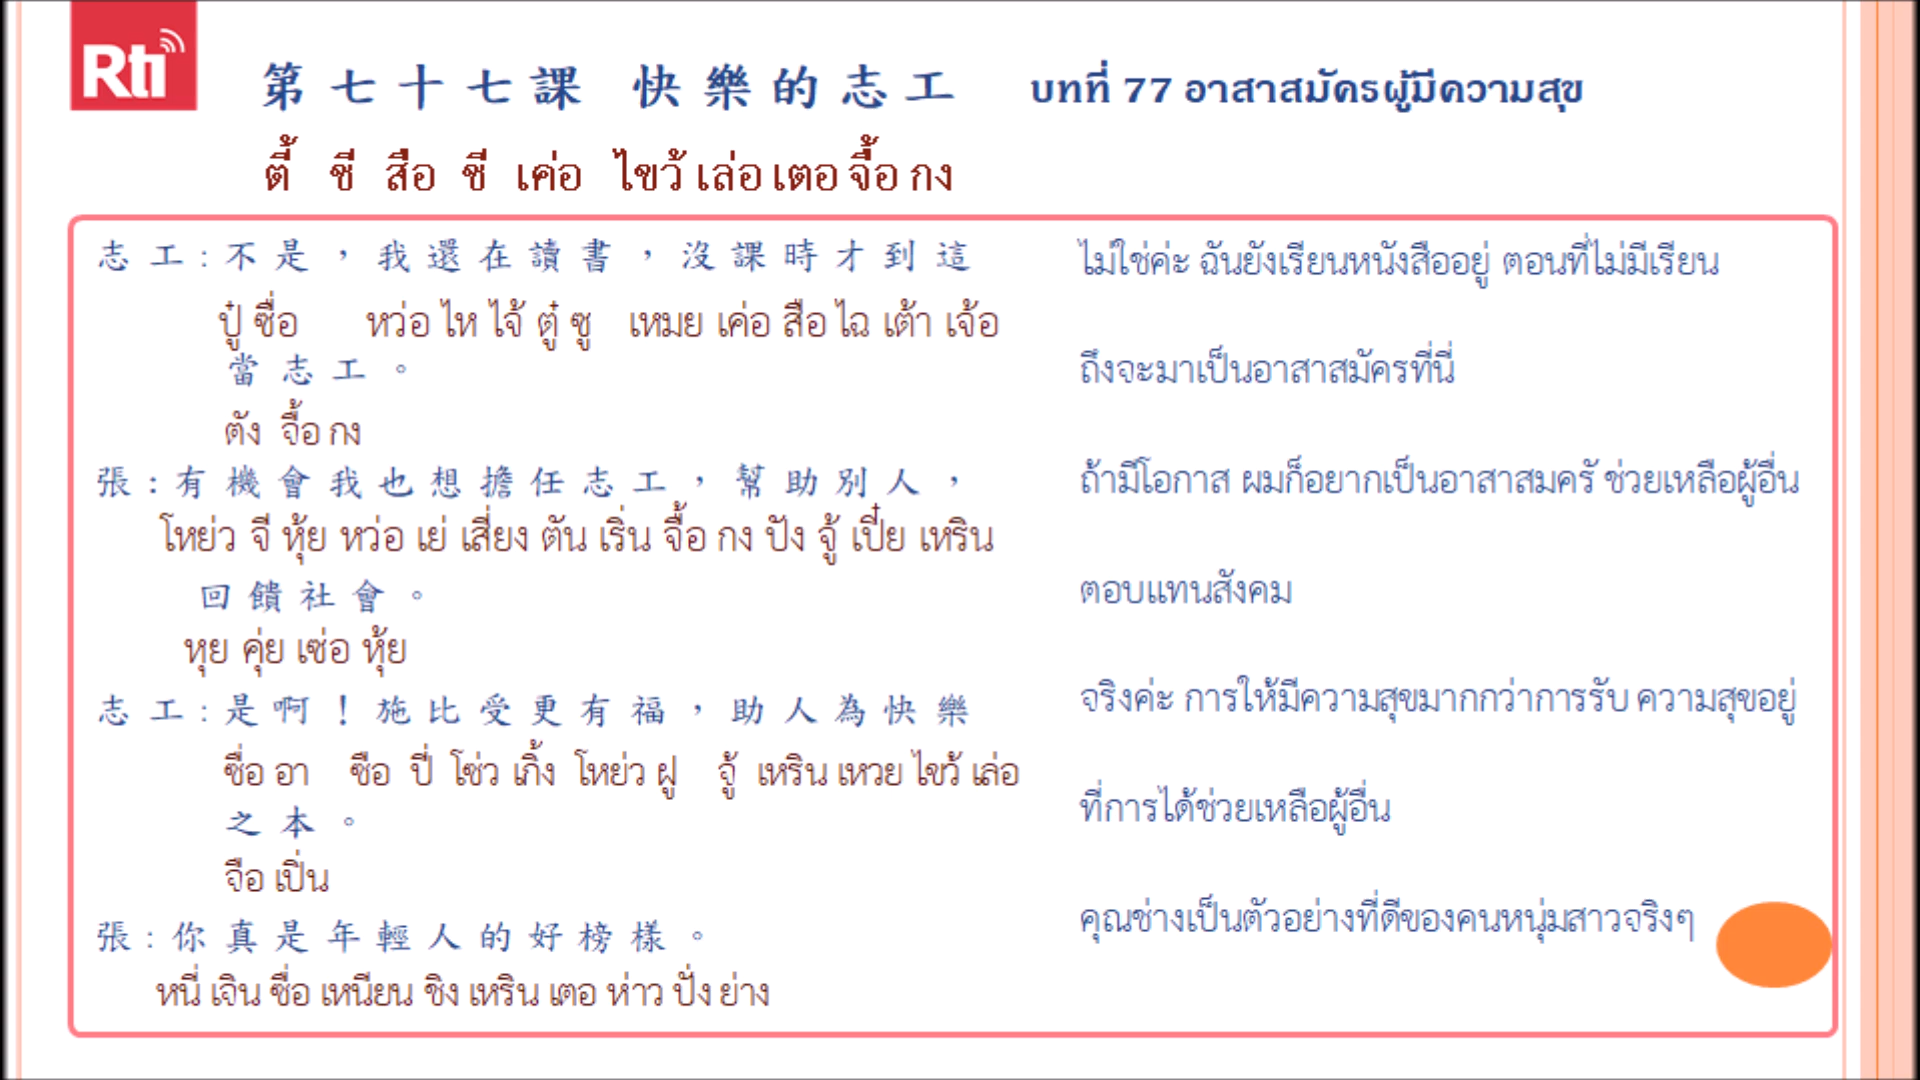 Rti
第七十七課 快樂的志工 บทที่ 77 อาสาสมัครผู้มีความสุข
ตี้ ชี สือ ชี เค่อ ไขว้ เล่อ เตอ จื้อ กง
志工:不是,我還在讀書,沒課時才到這 ไม่ใช่ค่ะ ฉันยังเรียนหนังสืออยู่ ตอนที่ไม่มีเรียน
ปู๋ ซื่อ หว่อ ไห ไจ้ ตู๋ ซู เหมย เค่อ สือ ไฉ เต้า เจ้อ
當志工。 ถึงจะมาเป็นอาสาสมัครที่นี่
ตัง จื้อ กง
張:有機會我也想擔任志工,幫助別人, ถ้ามีโอกาส ผมก็อยากเป็นอาสาสมครั ช่วยเหลือผู้อื่น
โหย่ว จี หุ้ย หว่อ เย่ เสี่ยง ตัน เริ่น จื้อ กง ปัง จู้ เปี๋ย เหริน
回饋社會。 ตอบแทนสังคม
หุย คุ่ย เซ่อ หุ้ย
志工:是啊!施比受更有福,助人為快樂 จริงค่ะ การให้มีความสุขมากกว่าการรับ ความสุขอยู่
ซื่อ อา ซือ ปี่ โซ่ว เกิ้ง โหย่ว ฝู จู้ เหริน เหวย ไขว้ เล่อ
之本。 ที่การได้ช่วยเหลือผู้อื่น
จือ เปิ่น
張:你真是年輕人的好榜樣。 คุณช่างเป็นตัวอย่างที่ดีของคนหนุ่มสาวจริงๆ
หนี่ เจิน ซื่อ เหนียน ชิง เหริน เตอ ห่าว ปั่ง ย่าง